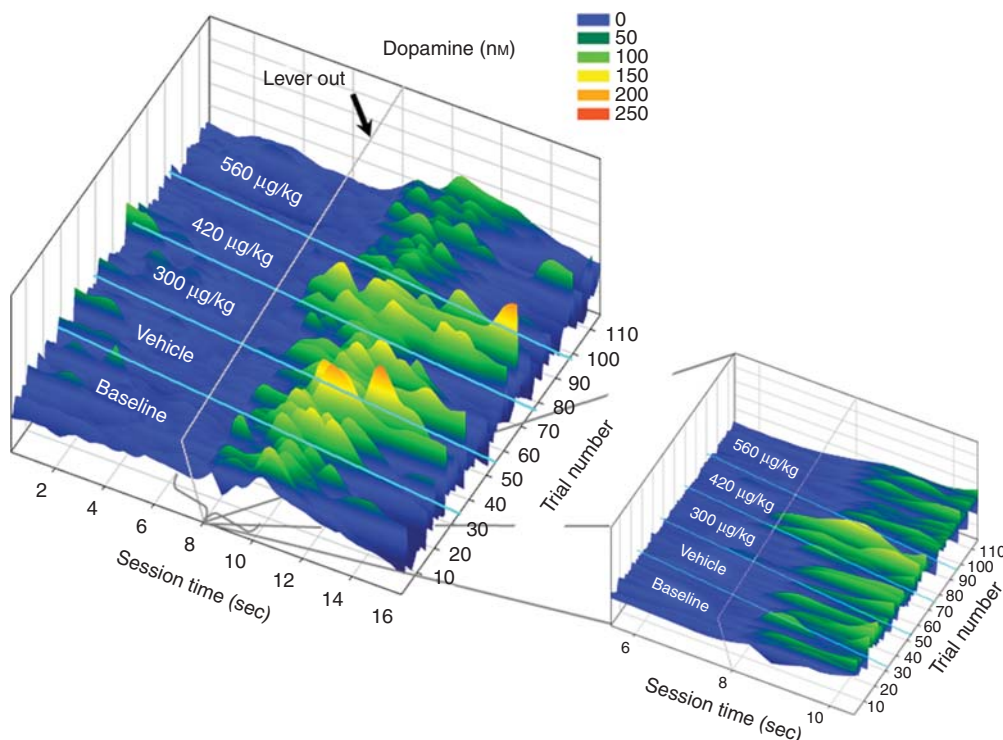 Dopamine (nM)
0
50
100
150
200
250
Lever out
560 µg/kg
420 µg/kg
300 µg/kg
Vehicle
Baseline
110
100
90
80
70
60
50
40
30
20
10
Trial number
2
4
6
8
10
12
14
16
Session time (sec)
560 µg/kg
420 µg/kg
300 µg/kg
Vehicle
Baseline
110
100
90
80
70
60
50
40
30
20
10
Trial number
6
8
10
Session time (sec)